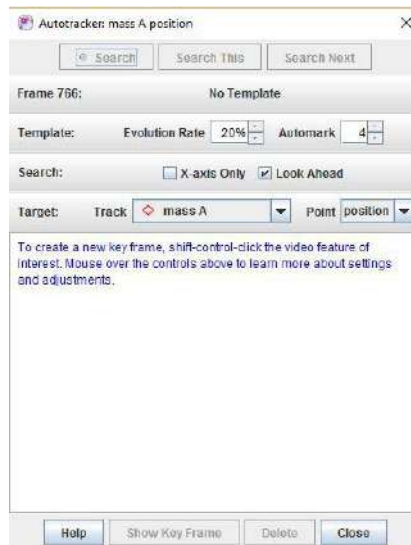 Autotracker: mass A position
Search Search This Search Next
Frame 766: No Template
Template: Evolution Rate 20% Automark 4
Search: X-axis Only Look Ahead
Target: Track mass A Point position
To create a new key frame, shift-control-click the video feature of
interest. Mouse over the controls above to learn more about settings
and adjustments.
Help Show Key Frame Delete Close